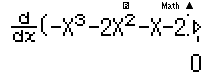 R Math ▲
d/dx(-X³-2X²-X-2.▷
0